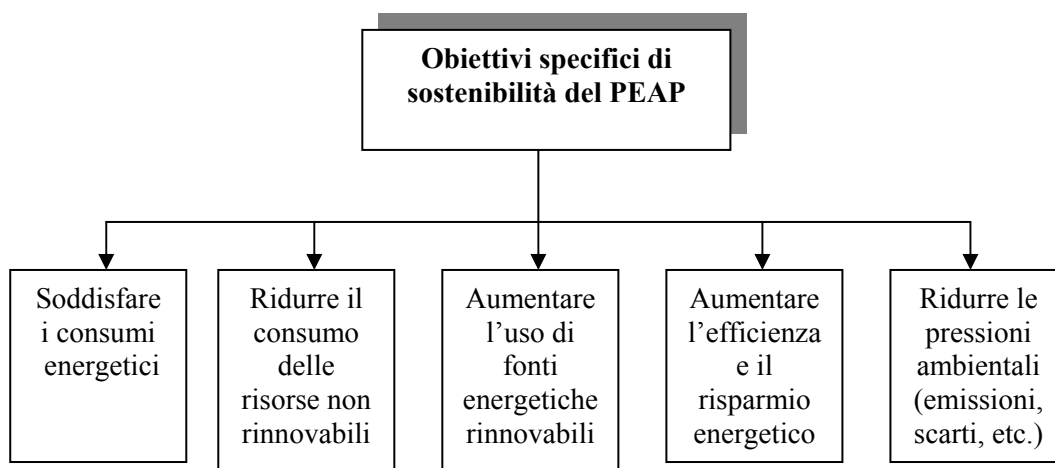 Obiettivi specifici di
sostenibilità del PEAP
Soddisfare
i consumi
energetici
Ridurre il
consumo
delle
risorse non
rinnovabili
Aumentare
l’uso di
fonti
energetiche
rinnovabili
Aumentare
l’efficienza
e il
risparmio
energetico
Ridurre le
pressioni
ambientali
(emissioni,
scarti, etc.)